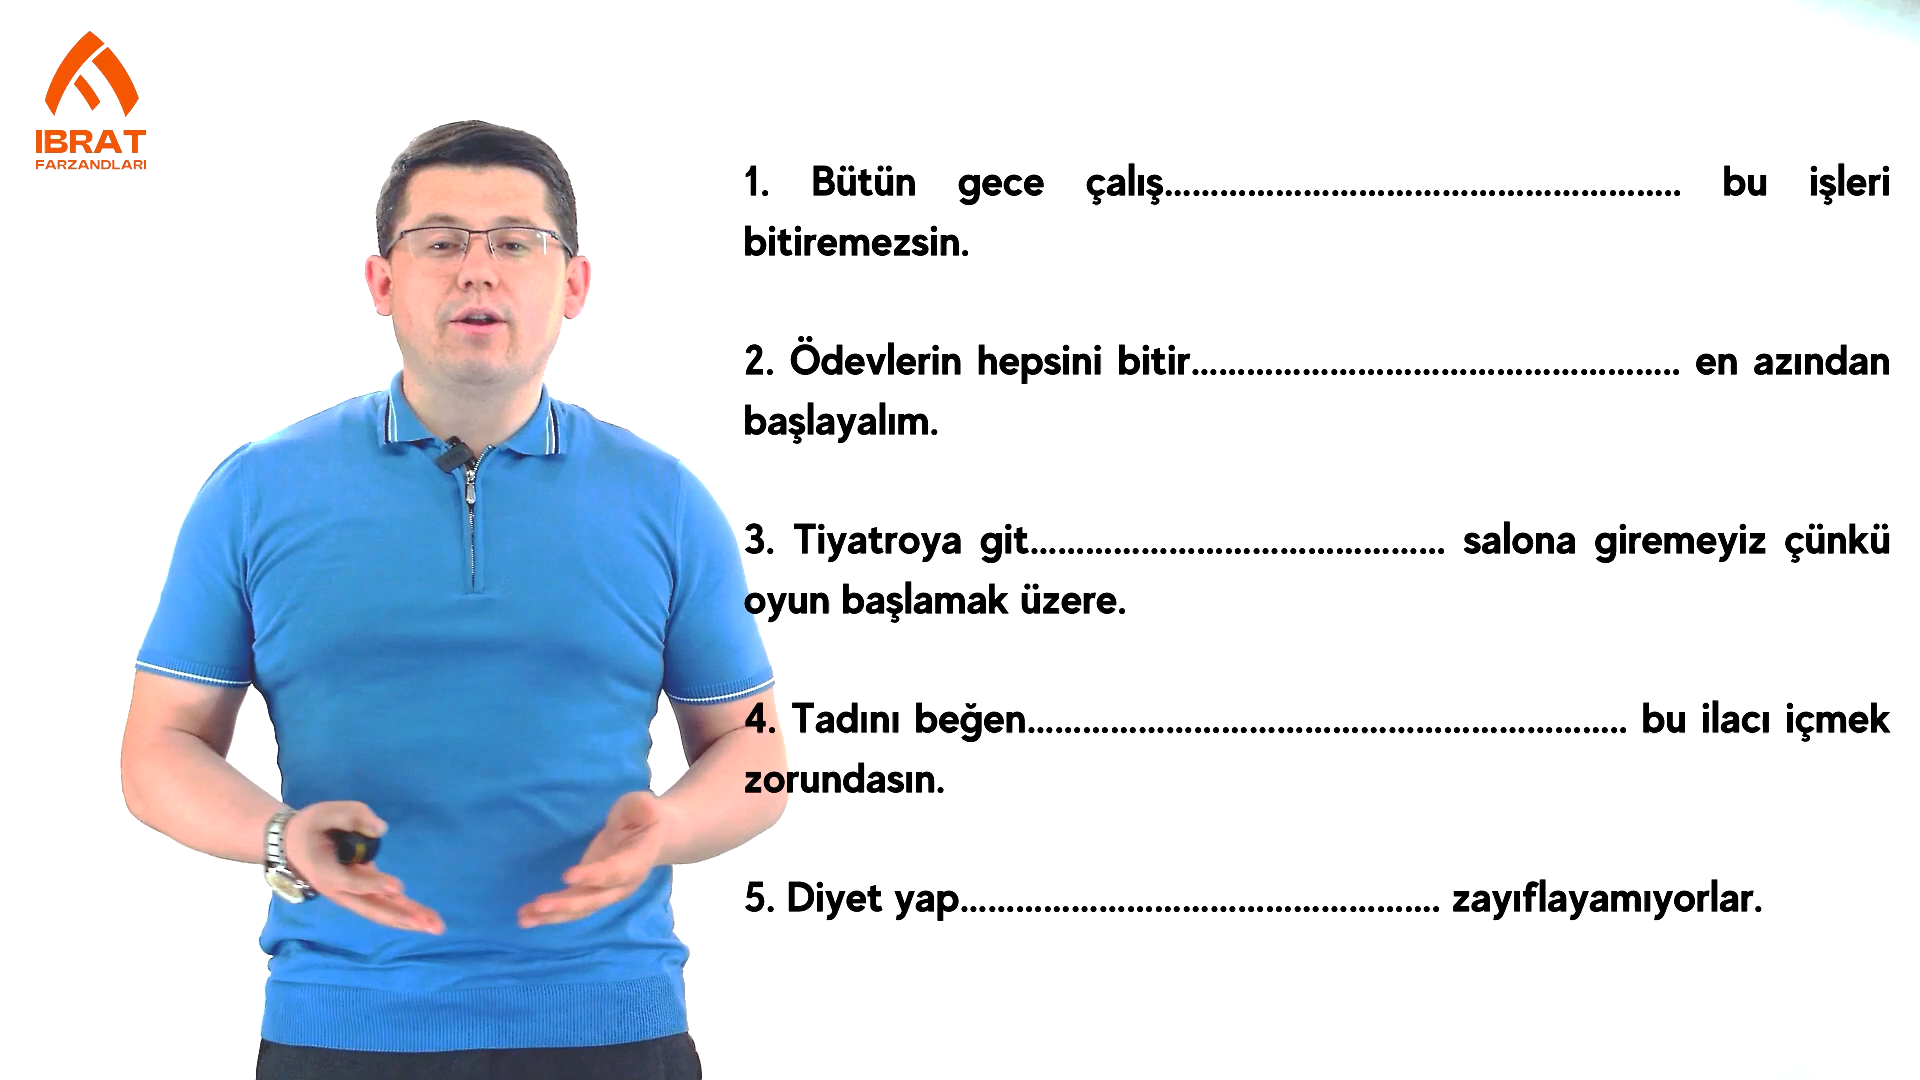 IBRAT
FARZANDLARI
1. Bütün gece çalış........................................................ bu işleri
bitiremezsin.
2. Ödevlerin hepsini bitir..................................................... en azından
başlayalım.
3. Tiyatroya git............................................. salona giremeyiz çünkü
oyun başlamak üzere.
4. Tadını beğen................................................................. bu ilacı içmek
zorundasın.
5. Diyet yap.................................................... zayıflayamıyorlar.